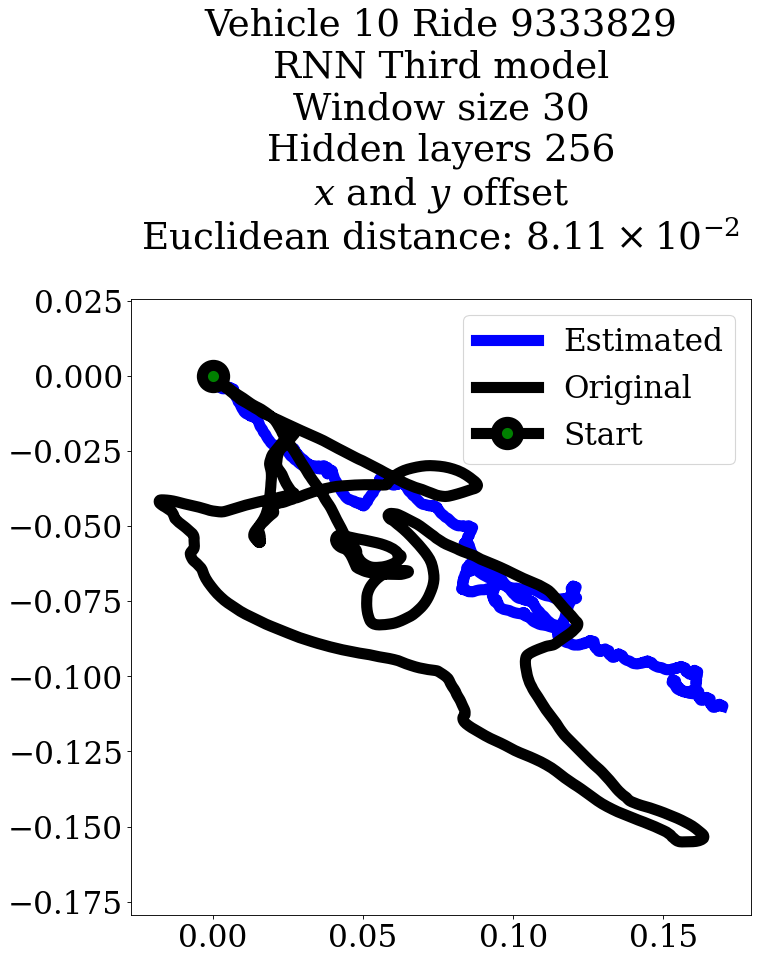 Vehicle 10 Ride 9333829
RNN Third model
Window size 30
Hidden layers 256
x and y offset
Euclidean distance: 8.11 × 10⁻²
0.025
0.000
−0.025
−0.050
−0.075
−0.100
−0.125
−0.150
−0.175
Estimated
Original
Start
0.00 0.05 0.10 0.15